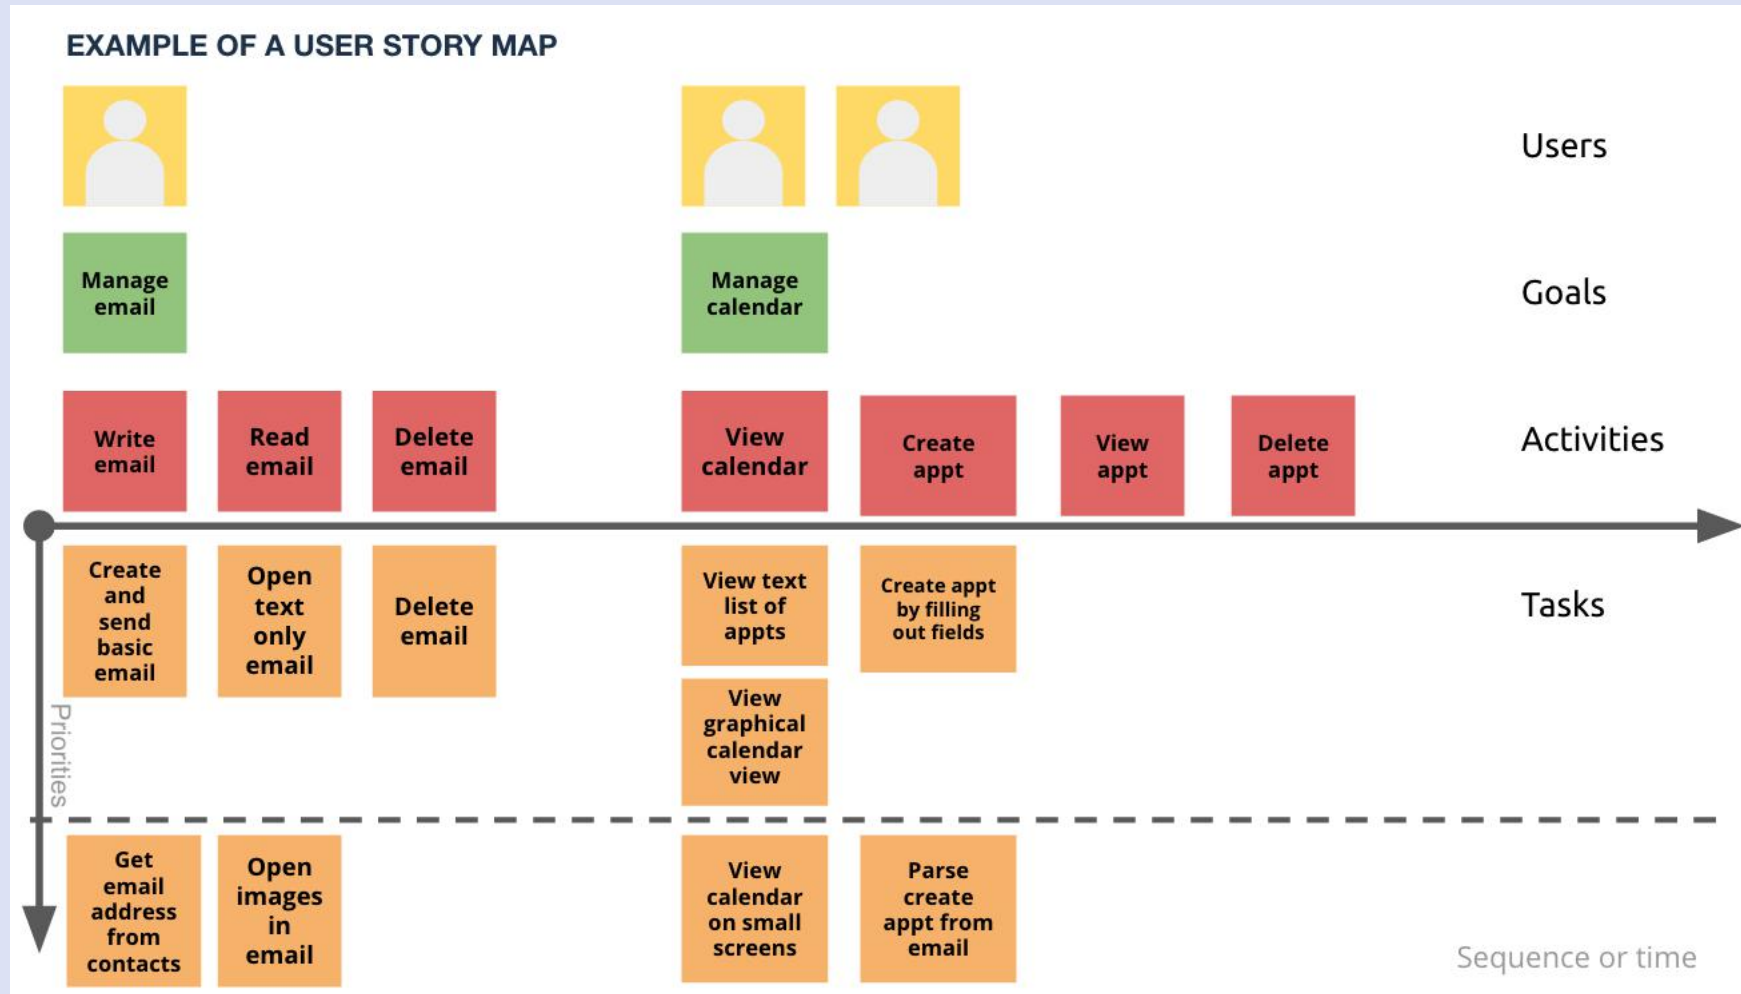 EXAMPLE OF A USER STORY MAP
Users
Manage
email
Manage
calendar
Goals
Write
email
Read
email
Delete
email
View
calendar
Create
appt
View
appt
Delete
appt
Activities
Create
and
send
basic
email
Open
text
only
email
Delete
email
View text
list of
appts
Create appt
by filling
out fields
Tasks
View
graphical
calendar
view
Priorities
Get
email
address
from
contacts
Open
images
in
email
View
calendar
on small
screens
Parse
create
appt from
email
Sequence or time